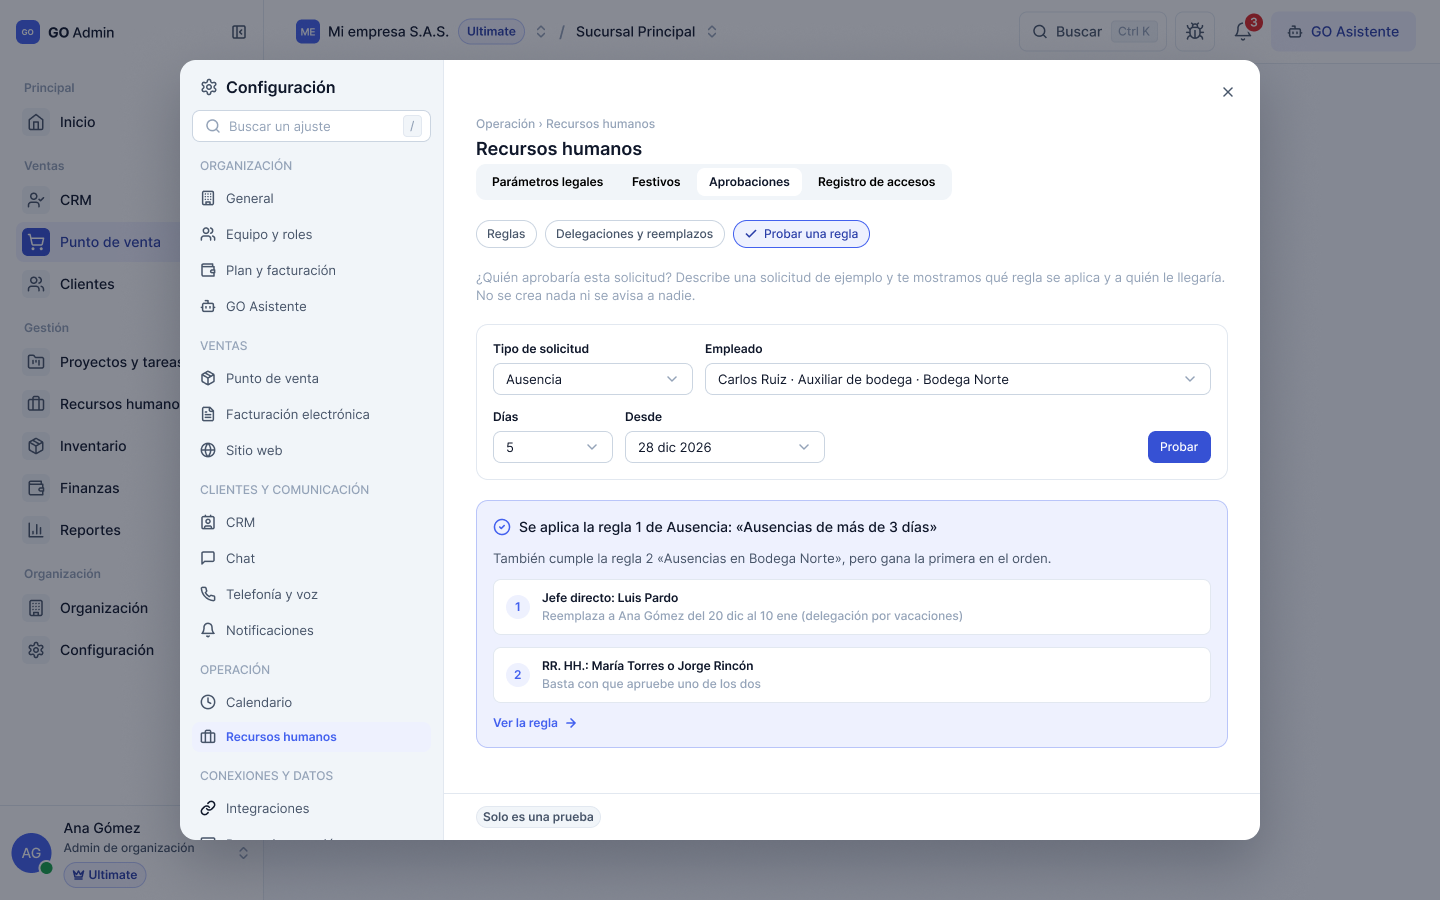 GO
GO Admin
ME
Mi empresa S.A.S.
Ultimate
/
Sucursal Principal
Buscar
Ctrl K
3
GO Asistente
Principal
Inicio
Ventas
CRM
Punto de venta
Clientes
Gestión
Proyectos y tareas
Recursos humano
Inventario
Finanzas
Reportes
Organización
Organización
Configuración
AG
Ana Gómez
Admin de organización
Ultimate
Configuración
Buscar un ajuste
/
ORGANIZACIÓN
General
Equipo y roles
Plan y facturación
GO Asistente
VENTAS
Punto de venta
Facturación electrónica
Sitio web
CLIENTES Y COMUNICACIÓN
CRM
Chat
Telefonía y voz
Notificaciones
OPERACIÓN
Calendario
Recursos humanos
CONEXIONES Y DATOS
Integraciones
Operación › Recursos humanos
Recursos humanos
Parámetros legales
Festivos
Aprobaciones
Registro de accesos
Reglas
Delegaciones y reemplazos
Probar una regla
¿Quién aprobaría esta solicitud? Describe una solicitud de ejemplo y te mostramos qué regla se aplica y a quién le llegaría.
No se crea nada ni se avisa a nadie.
Tipo de solicitud
Empleado
Ausencia
Carlos Ruiz · Auxiliar de bodega · Bodega Norte
Días
Desde
5
28 dic 2026
Probar
Se aplica la regla 1 de Ausencia: «Ausencias de más de 3 días»
También cumple la regla 2 «Ausencias en Bodega Norte», pero gana la primera en el orden.
1
Jefe directo: Luis Pardo
Reemplaza a Ana Gómez del 20 dic al 10 ene (delegación por vacaciones)
2
RR. HH.: María Torres o Jorge Rincón
Basta con que apruebe uno de los dos
Ver la regla
Solo es una prueba